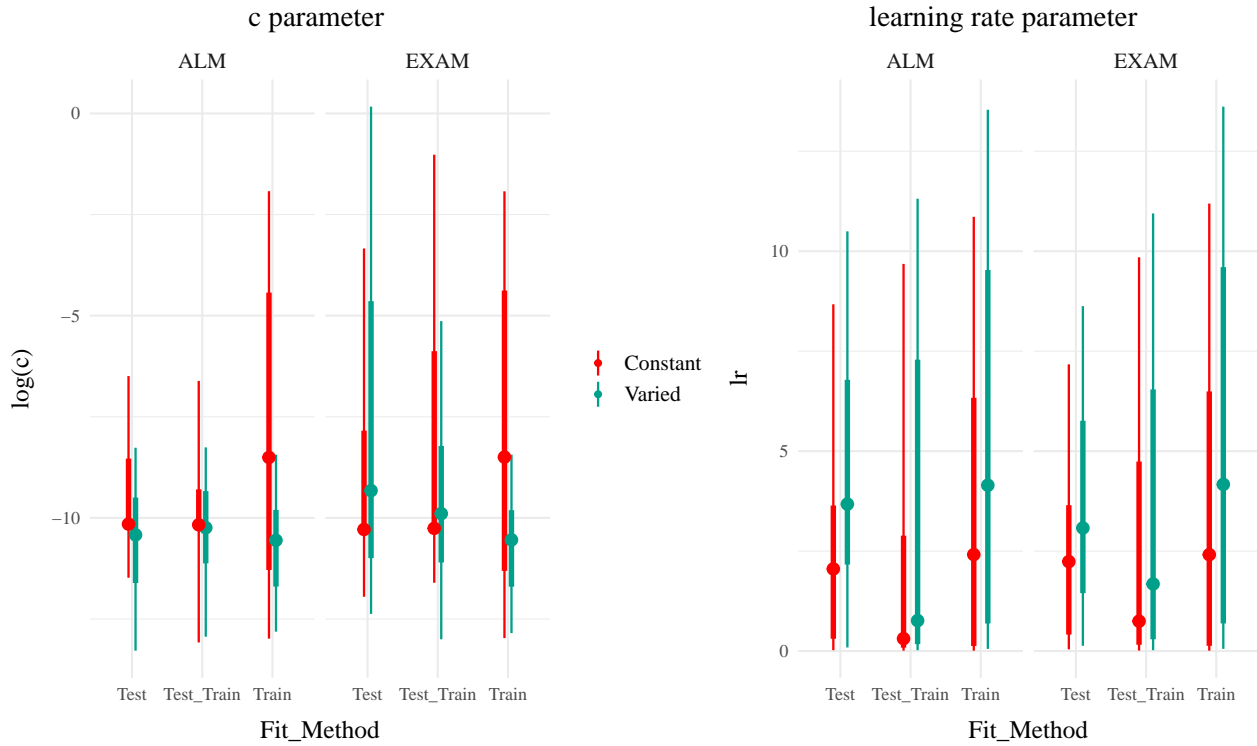 c parameter
ALM EXAM
0
−5
−10
log(c)
Test Test_Train Train Test Test_Train Train
Fit_Method
Constant
Varied
learning rate parameter
ALM EXAM
10
5
0
lr
Test Test_Train Train Test Test_Train Train
Fit_Method